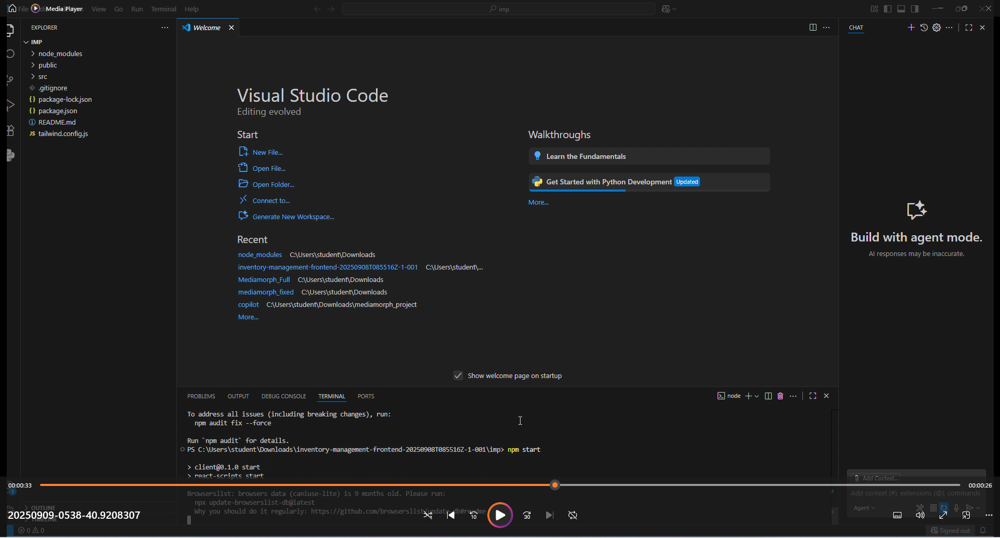 File
Media Player
View Go Run Terminal Help
imp
EXPLORER
Welcome
CHAT
IMP
node_modules
public
src
.gitignore
package-lock.json
package.json
README.md
JS tailwind.config.js
Visual Studio Code
Editing evolved
Start
New File...
Open File...
Open Folder...
Connect to...
Generate New Workspace...
Recent
node_modules C:\Users\student\Downloads
inventory-management-frontend-20250908T085516Z-1-001 C:\Users\student\...
Mediamorph_Full C:\Users\student\Downloads
mediamorph_fixed C:\Users\student\Downloads
copilot C:\Users\student\Downloads\mediamorph_project
More...
Walkthroughs
Learn the Fundamentals
Get Started with Python Development Updated
More...
Show welcome page on startup
Build with agent mode.
AI responses may be inaccurate.
PROBLEMS OUTPUT DEBUG CONSOLE TERMINAL PORTS
node
To address all issues (including breaking changes), run:
npm audit fix --force
Run `npm audit` for details.
PS C:\Users\student\Downloads\inventory-management-frontend-20250908T085516Z-1-001\imp> npm start
> client@0.1.0 start
> react-scripts start
Browserslist: browsers data (caniuse-lite) is 9 months old. Please run:
npx update-browserslist-db@latest
Why you should do it regularly: https://github.com/browserslist/update-db#readme
Add Context...
Add context (#), extensions (@), commands
Agent
00:00:33
00:00:26
1
OUTLINE
TIMELINE
20250909-0538-40.9208307
10
30
0 0
Signed out